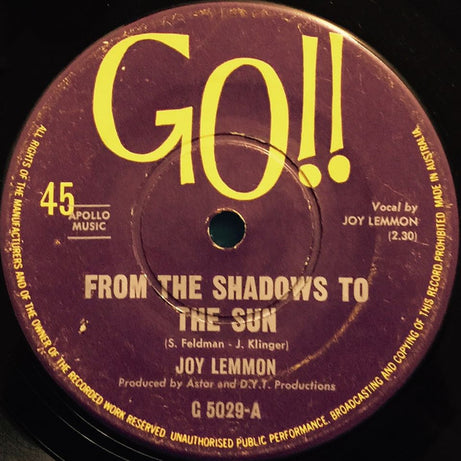 GO!!
45
APOLLO
MUSIC
Vocal by
JOY LEMMON
(2.30)
FROM THE SHADOWS TO
THE SUN
(S. Feldman - J. Klinger)
JOY LEMMON
Produced by Astor and D.Y.T. Productions
G 5029-A
ALL RIGHTS OF THE MANUFACTURERS AND OF THE OWNER OF THE RECORDED WORK RESERVED. UNAUTHORISED PUBLIC PERFORMANCE, BROADCASTING AND COPYING OF THIS RECORD PROHIBITED MADE IN AUSTRALIA